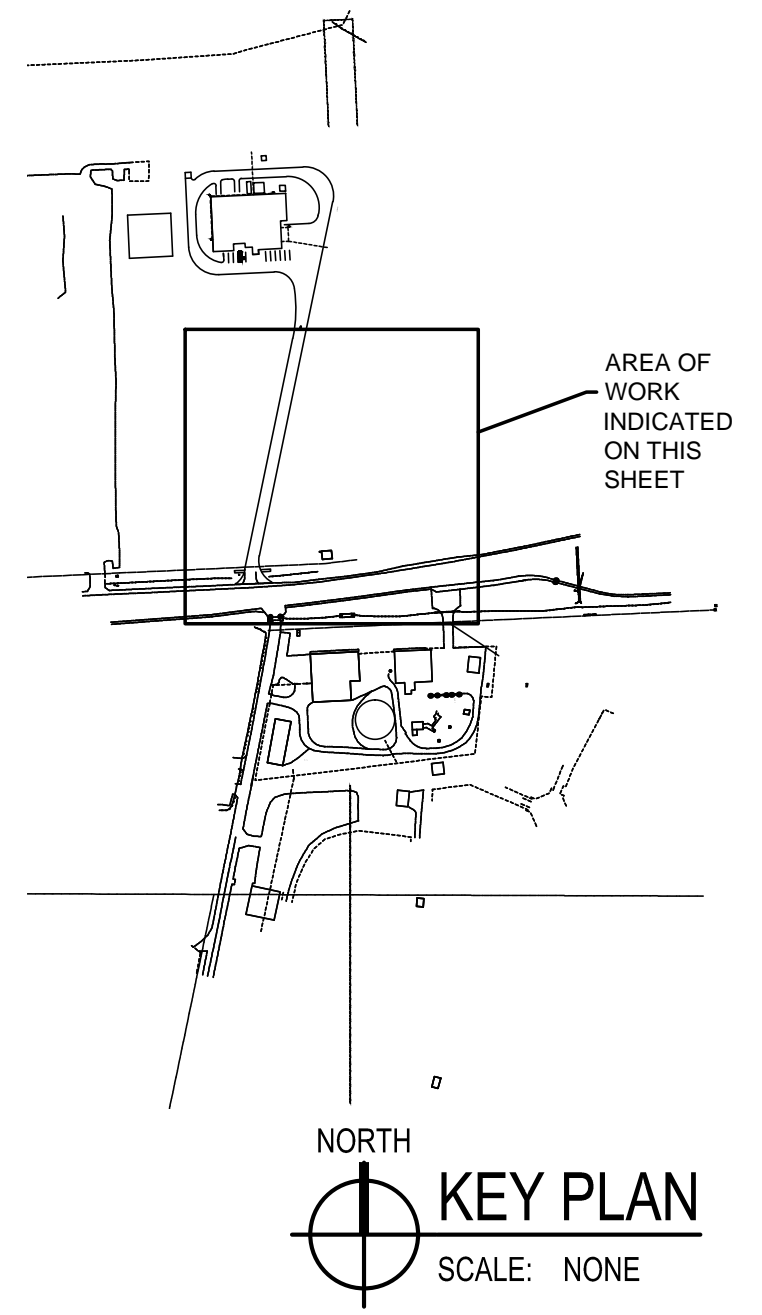 AREA OF
WORK
INDICATED
ON THIS
SHEET
NORTH
KEY PLAN
SCALE: NONE